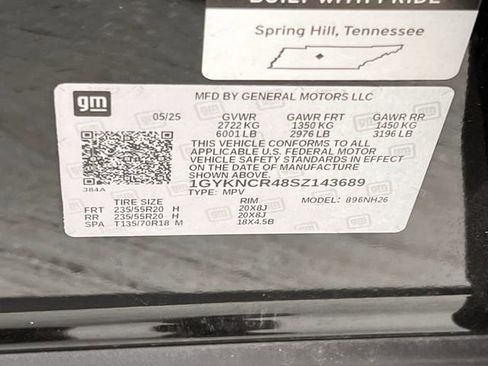 BUILT WITH PRIDE
Spring Hill, Tennessee
gm
MFD BY GENERAL MOTORS LLC
05/25 GVWR GAWR FRT GAWR RR
2722 KG 1350 KG 1450 KG
6001 LB 2976 LB 3196 LB
THIS VEHICLE CONFORMS TO ALL
APPLICABLE U.S. FEDERAL MOTOR
VEHICLE SAFETY STANDARDS IN EFFECT
ON THE DATE OF MANUFACTURE
SHOWN ABOVE.
1GYKNCR48SZ143689
384A TYPE: MPV MODEL: 896NH26
TIRE SIZE RIM
FRT 235/55R20 H 20X8J
RR 235/55R20 H 20X8J
SPA T135/70R18 M 18X4.5B